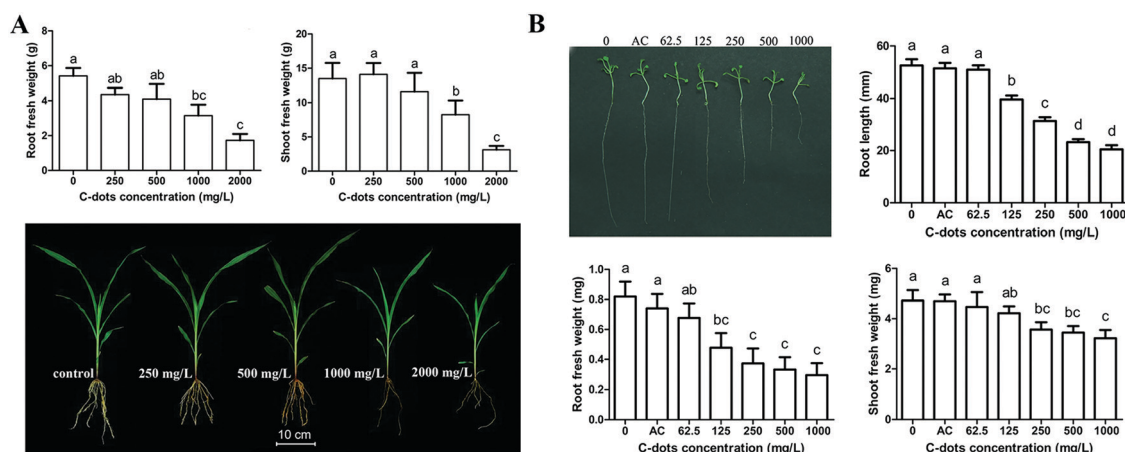 A
Root fresh weight (g)
8
6
4
2
0
a
ab
ab
bc
c
0 250 500 1000 2000
C-dots concentration (mg/L)
Shoot fresh weight (g)
20
15
10
5
0
a
a
a
b
c
0 250 500 1000 2000
C-dots concentration (mg/L)
control 250 mg/L 500 mg/L 1000 mg/L 2000 mg/L
10 cm
B
0 AC 62.5 125 250 500 1000
Root length (mm)
60
40
20
0
a
a
a
b
c
d
d
0 AC 62.5 125 250 500 1000
C-dots concentration (mg/L)
Root fresh weight (mg)
1.0
0.8
0.6
0.4
0.2
0.0
a
a
ab
bc
c
c
c
0 AC 62.5 125 250 500 1000
C-dots concentration (mg/L)
Shoot fresh weight (mg)
6
4
2
0
a
a
a
ab
bc
bc
c
0 AC 62.5 125 250 500 1000
C-dots concentration (mg/L)